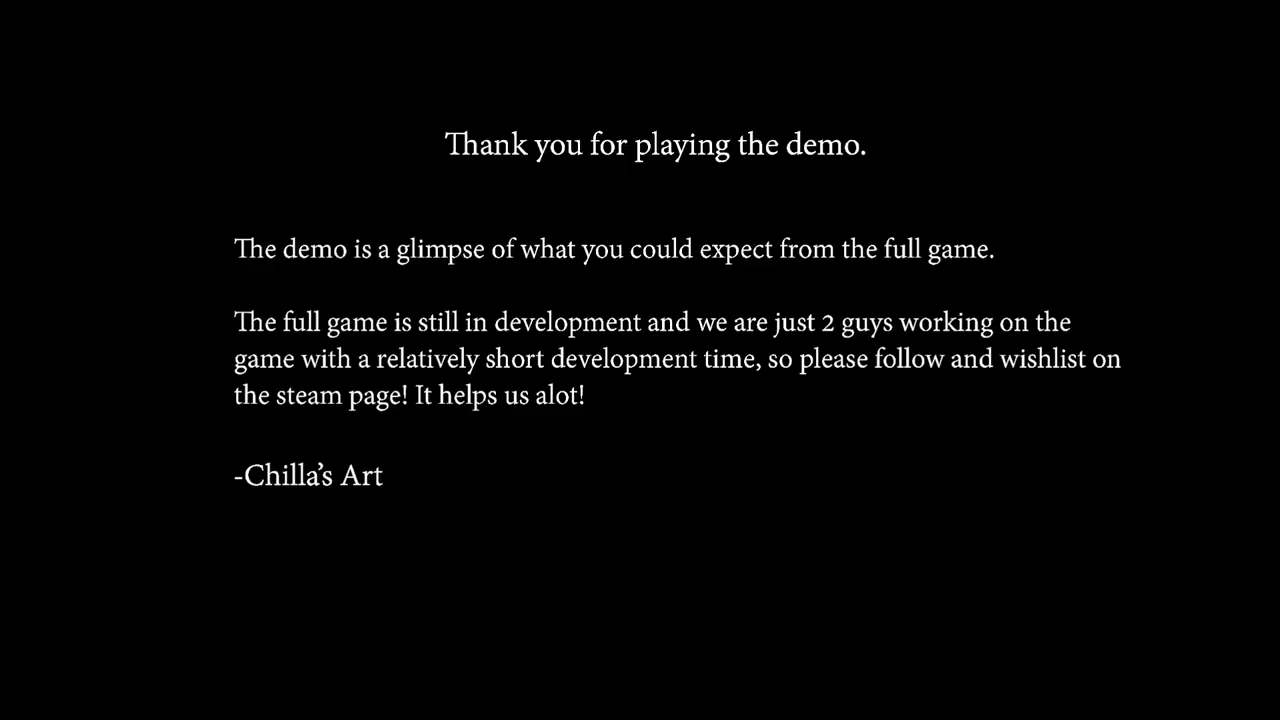 Thank you for playing the demo.
The demo is a glimpse of what you could expect from the full game.
The full game is still in development and we are just 2 guys working on the
game with a relatively short development time, so please follow and wishlist on
the steam page! It helps us alot!
-Chilla’s Art